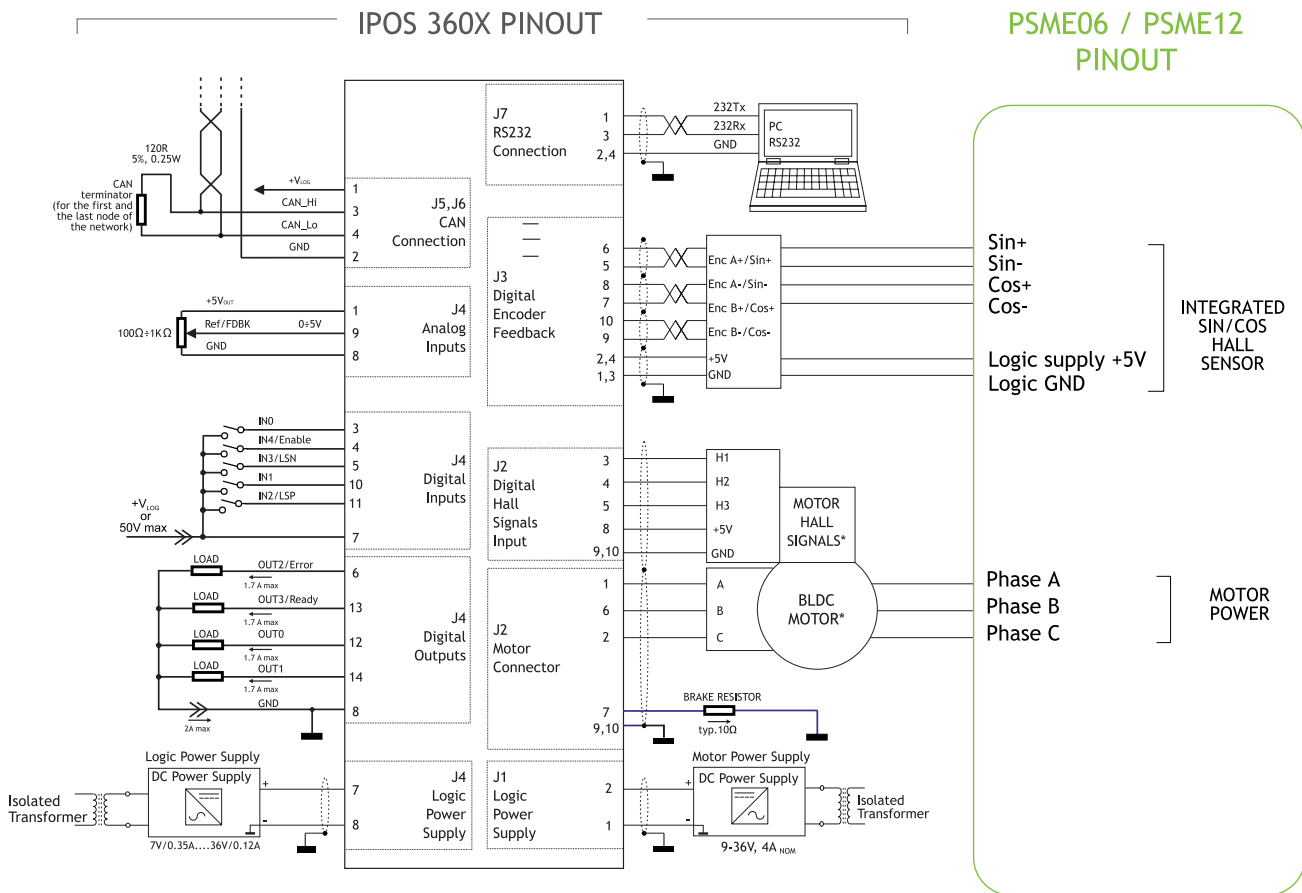 IPOS 360X PINOUT
PSME06 / PSME12
PINOUT
120R
5%, 0.25W
CAN
terminator
(for the first and
the last node of
the network)
+VLOG
CAN_Hi
CAN_Lo
GND
1
3
4
2
J5,J6
CAN
Connection
J7
RS232
Connection
1
3
2,4
232Tx
232Rx
GND
PC
RS232
100Ω÷1KΩ
+5VOUT
Ref/FDBK
0÷5V
GND
1
9
8
J4
Analog
Inputs
J3
Digital
Encoder
Feedback
6
5
8
7
10
9
2,4
1,3
Enc A+/Sin+
Enc A-/Sin-
Enc B+/Cos+
Enc B-/Cos-
+5V
GND
Sin+
Sin-
Cos+
Cos-
Logic supply +5V
Logic GND
INTEGRATED
SIN/COS
HALL
SENSOR
IN0
IN4/Enable
IN3/LSN
IN1
IN2/LSP
+VLOG
or
50V max
3
4
5
10
11
7
J4
Digital
Inputs
J2
Digital
Hall
Signals
Input
3
4
5
8
9,10
H1
H2
H3
+5V
GND
MOTOR
HALL
SIGNALS*
LOAD
OUT2/Error
1.7 A max
LOAD
OUT3/Ready
1.7 A max
LOAD
OUT0
1.7 A max
LOAD
OUT1
1.7 A max
GND
2A max
6
13
12
14
8
J4
Digital
Outputs
J2
Motor
Connector
1
6
2
7
9,10
A
B
C
BLDC
MOTOR*
Phase A
Phase B
Phase C
MOTOR
POWER
BRAKE RESISTOR
typ.10Ω
Logic Power Supply
DC Power Supply
+
-
Isolated
Transformer
7V/0.35A....36V/0.12A
7
8
J4
Logic
Power
Supply
J1
Logic
Power
Supply
2
1
Motor Power Supply
DC Power Supply
+
-
9-36V, 4A NOM
Isolated
Transformer